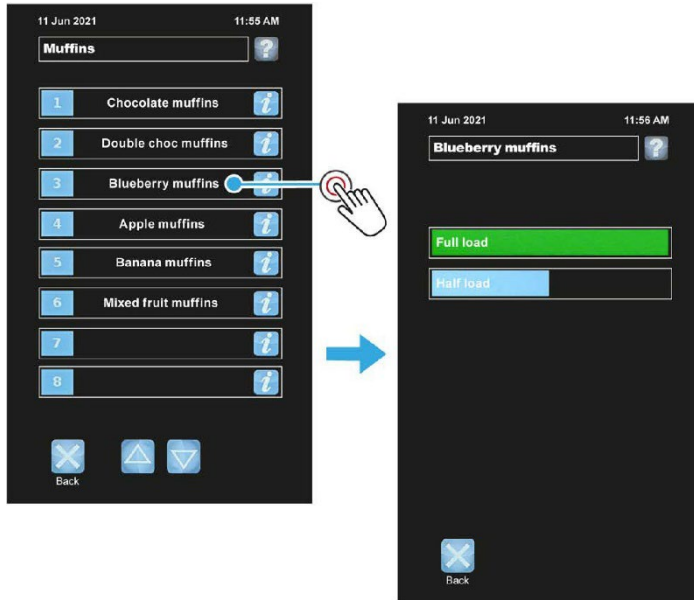 11 Jun 2021 11:55 AM
Muffins ?
1 Chocolate muffins i
2 Double choc muffins i
3 Blueberry muffins i
4 Apple muffins i
5 Banana muffins i
6 Mixed fruit muffins i
7 i
8 i
Back
11 Jun 2021 11:56 AM
Blueberry muffins ?
Full load
Half load
Back